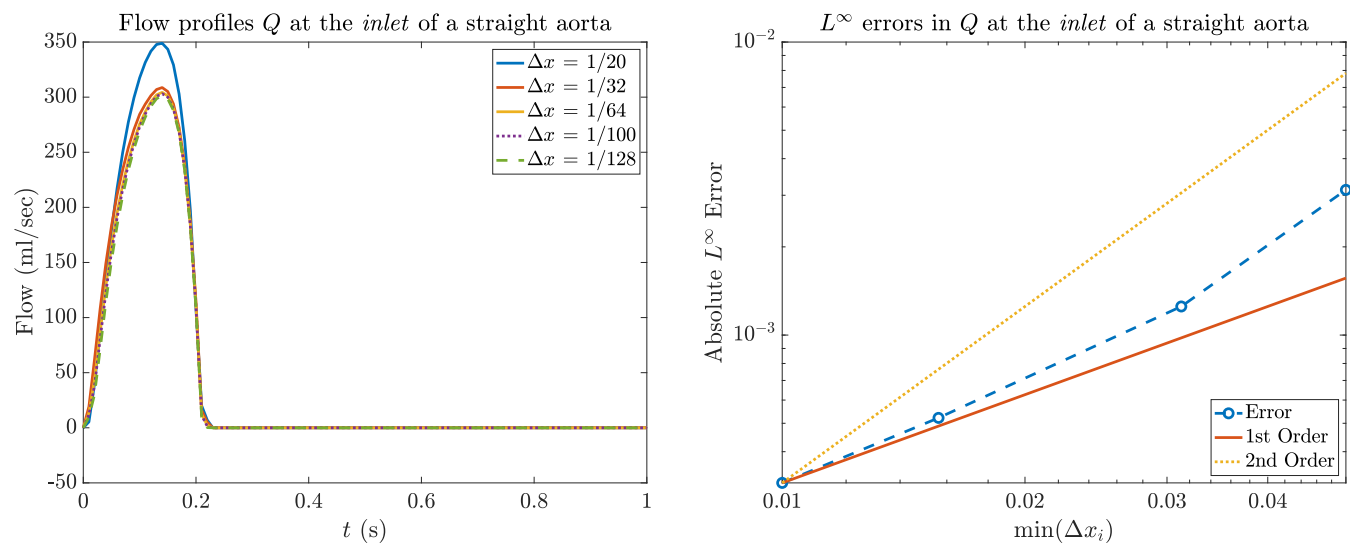 Flow profiles Q at the inlet of a straight aorta
350
300
250
200
150
100
50
0
-50
Flow (ml/sec)
Δx = 1/20
Δx = 1/32
Δx = 1/64
Δx = 1/100
Δx = 1/128
0
0.2
0.4
0.6
0.8
1
t (s)
L∞ errors in Q at the inlet of a straight aorta
10⁻²
10⁻³
Absolute L∞ Error
Error
1st Order
2nd Order
0.01
0.02
0.03
0.04
min(Δxᵢ)